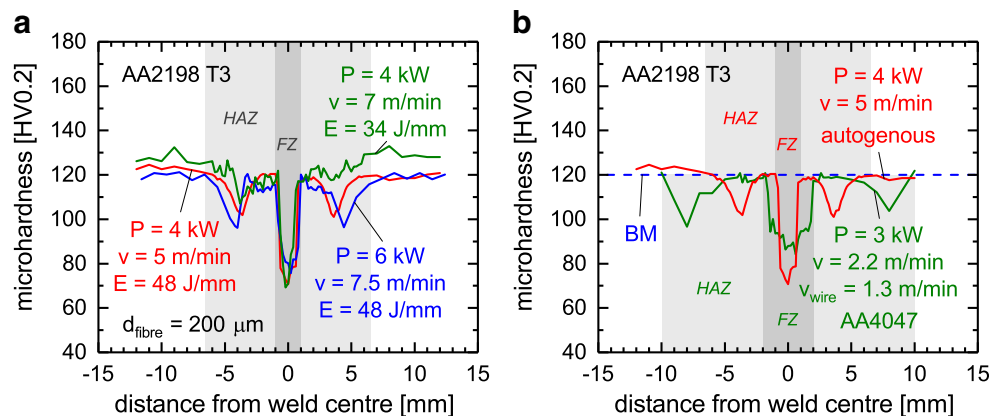 a
microhardness [HV0.2]
180
160
140
120
100
80
60
40
-15
-10
-5
0
5
10
15
distance from weld centre [mm]
AA2198 T3
HAZ
FZ
P = 4 kW
v = 7 m/min
E = 34 J/mm
P = 4 kW
v = 5 m/min
E = 48 J/mm
P = 6 kW
v = 7.5 m/min
E = 48 J/mm
d_fibre = 200 µm
b
microhardness [HV0.2]
180
160
140
120
100
80
60
40
-15
-10
-5
0
5
10
15
distance from weld centre [mm]
AA2198 T3
HAZ
FZ
P = 4 kW
v = 5 m/min
autogenous
BM
HAZ
FZ
P = 3 kW
v = 2.2 m/min
v_wire = 1.3 m/min
AA4047